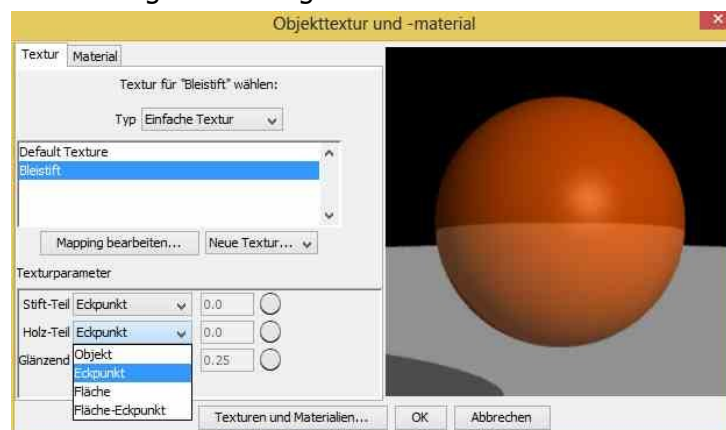 Objekttextur und -material
Textur Material
Textur für "Bleistift" wählen:
Typ Einfache Textur
Default Texture
Bleistift
Mapping bearbeiten... Neue Textur...
Texturparameter
Stift-Teil Eckpunkt 0.0
Holz-Teil Eckpunkt 0.0
Glänzend 0.25
Objekt
Eckpunkt
Fläche
Fläche-Eckpunkt
Texturen und Materialien... OK Abbrechen